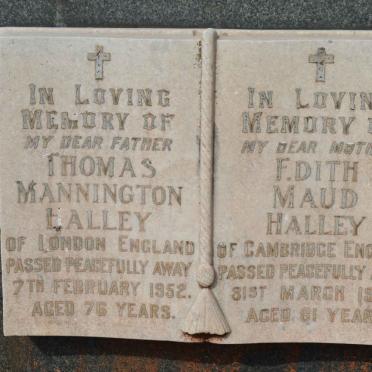 IN LOVING
MEMORY OF
MY DEAR FATHER
THOMAS
MANNINGTON
HALLEY
OF LONDON ENGLAND
PASSED PEACEFULLY AWAY
7TH FEBRUARY 1952.
AGED 76 YEARS.
IN LOVIN
MEMORY
MY DEAR MOTH
EDITH
MAUD
HALLEY
OF CAMBRIDGE ENG
PASSED PEACEFULLY A
31ST MARCH 19
AGED 81 YEAR